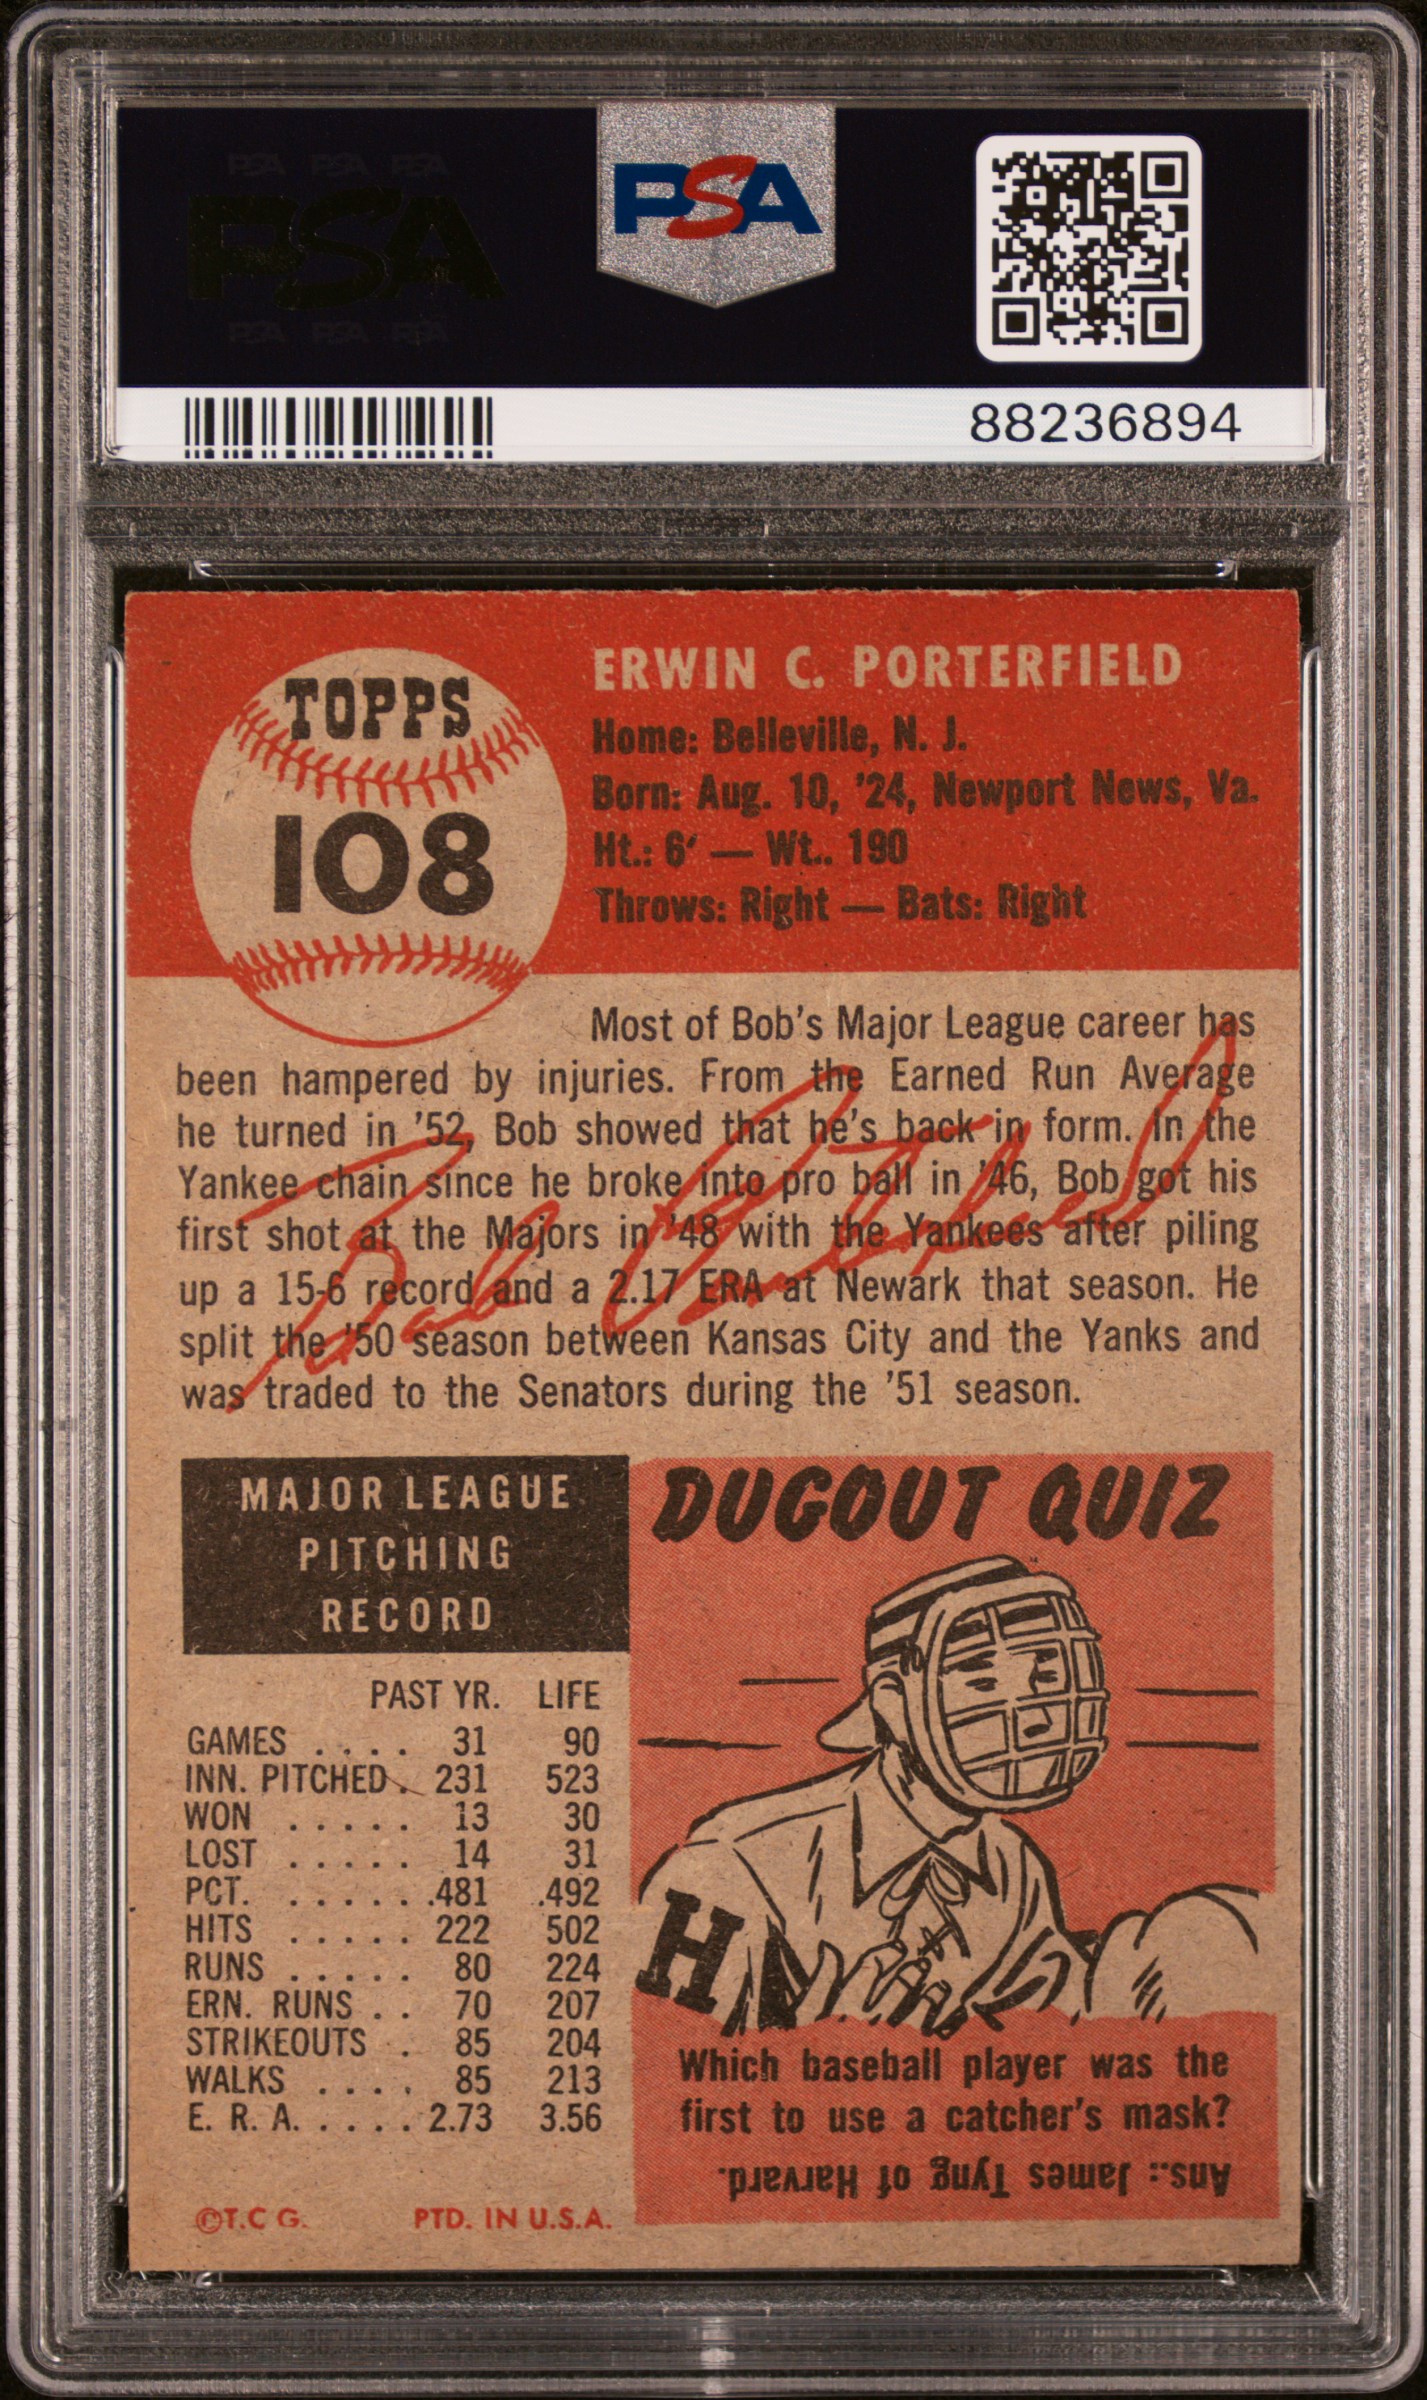 PSA PSA PSA
PSA
PSA PSA PSA
PSA
88236894
TOPPS
108
ERWIN C. PORTERFIELD
Home: Belleville, N. J.
Born: Aug. 10, '24, Newport News, Va.
Ht.: 6' — Wt.. 190
Throws: Right — Bats: Right
Most of Bob's Major League career has
been hampered by injuries. From the Earned Run Average
he turned in '52, Bob showed that he's back in form. In the
Yankee chain since he broke into pro ball in '46, Bob got his
first shot at the Majors in '48 with the Yankees after piling
up a 15-6 record and a 2.17 ERA at Newark that season. He
split the '50 season between Kansas City and the Yanks and
was traded to the Senators during the '51 season.
Bob Porterfield
MAJOR LEAGUE
PITCHING
RECORD
PAST YR. LIFE
GAMES . . . . 31 90
INN. PITCHED . 231 523
WON . . . . . 13 30
LOST . . . . . 14 31
PCT. . . . . . .481 .492
HITS . . . . . 222 502
RUNS . . . . . 80 224
ERN. RUNS . . 70 207
STRIKEOUTS . 85 204
WALKS . . . . 85 213
E. R. A. . . . . 2.73 3.56
©T.C G. PTD. IN U.S.A.
DUGOUT QUIZ
H
Which baseball player was the
first to use a catcher's mask?
Ans.: James Tyng of Harvard.